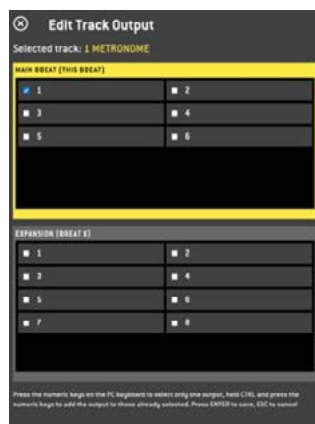 Edit Track Output
Selected track: 1 METRONOME
MAIN BBEAT (THIS BBEAT)
1 2
3 4
5 6
EXPANSION (BBEAT X)
1 2
3 4
5 6
7 8
Press the numeric keys on the PC keyboard to select only one output, hold CTRL and press the
numeric keys to add the output to those already selected. Press ENTER to save, ESC to cancel